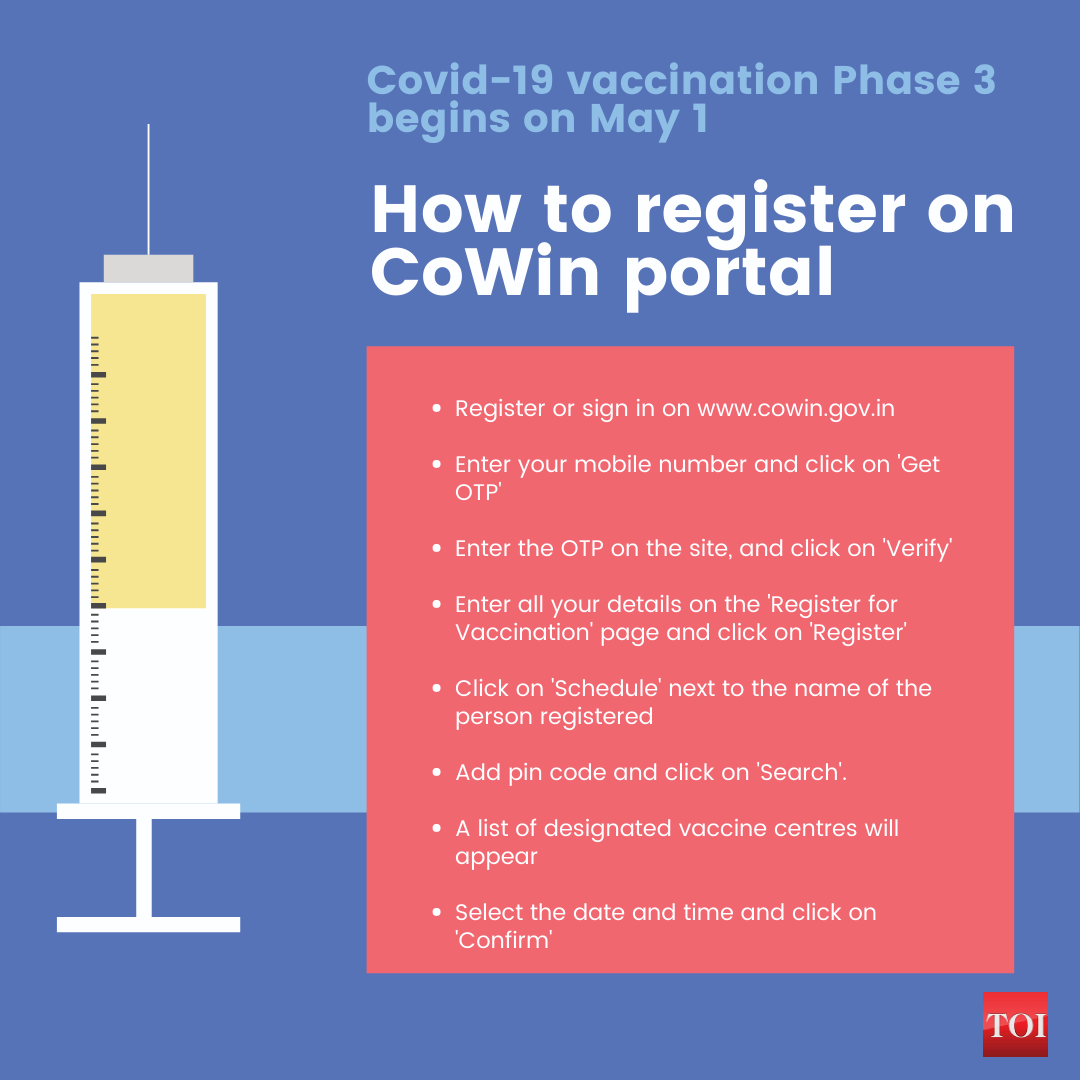 Covid-19 vaccination Phase 3
begins on May 1
How to register on
CoWin portal
• Register or sign in on www.cowin.gov.in
• Enter your mobile number and click on 'Get
OTP'
• Enter the OTP on the site, and click on 'Verify'
• Enter all your details on the 'Register for
Vaccination' page and click on 'Register'
• Click on 'Schedule' next to the name of the
person registered
• Add pin code and click on 'Search'.
• A list of designated vaccine centres will
appear
• Select the date and time and click on
'Confirm'
TOI